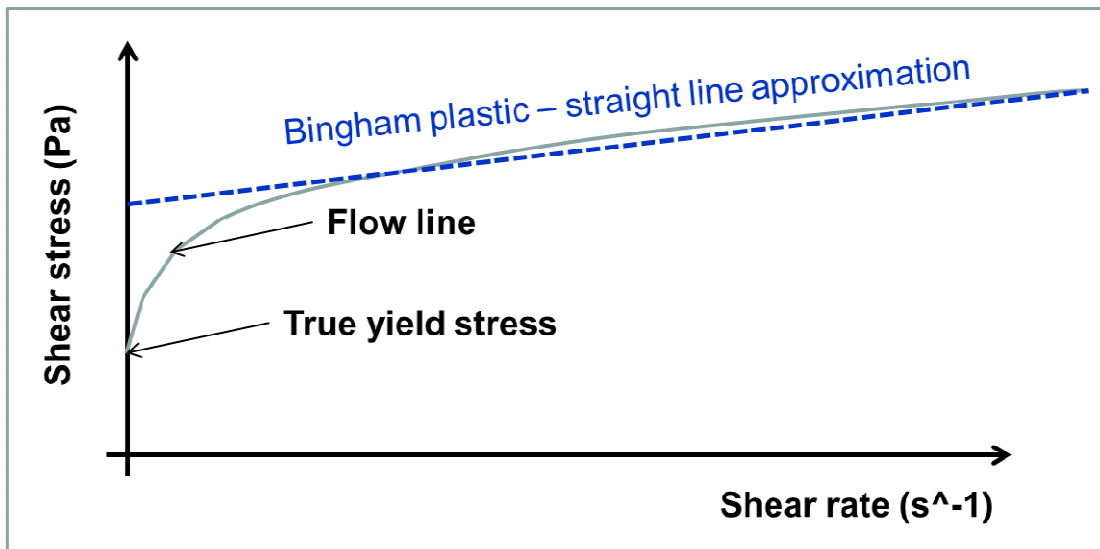 Shear stress (Pa)
Bingham plastic – straight line approximation
Flow line
True yield stress
Shear rate (s^-1)